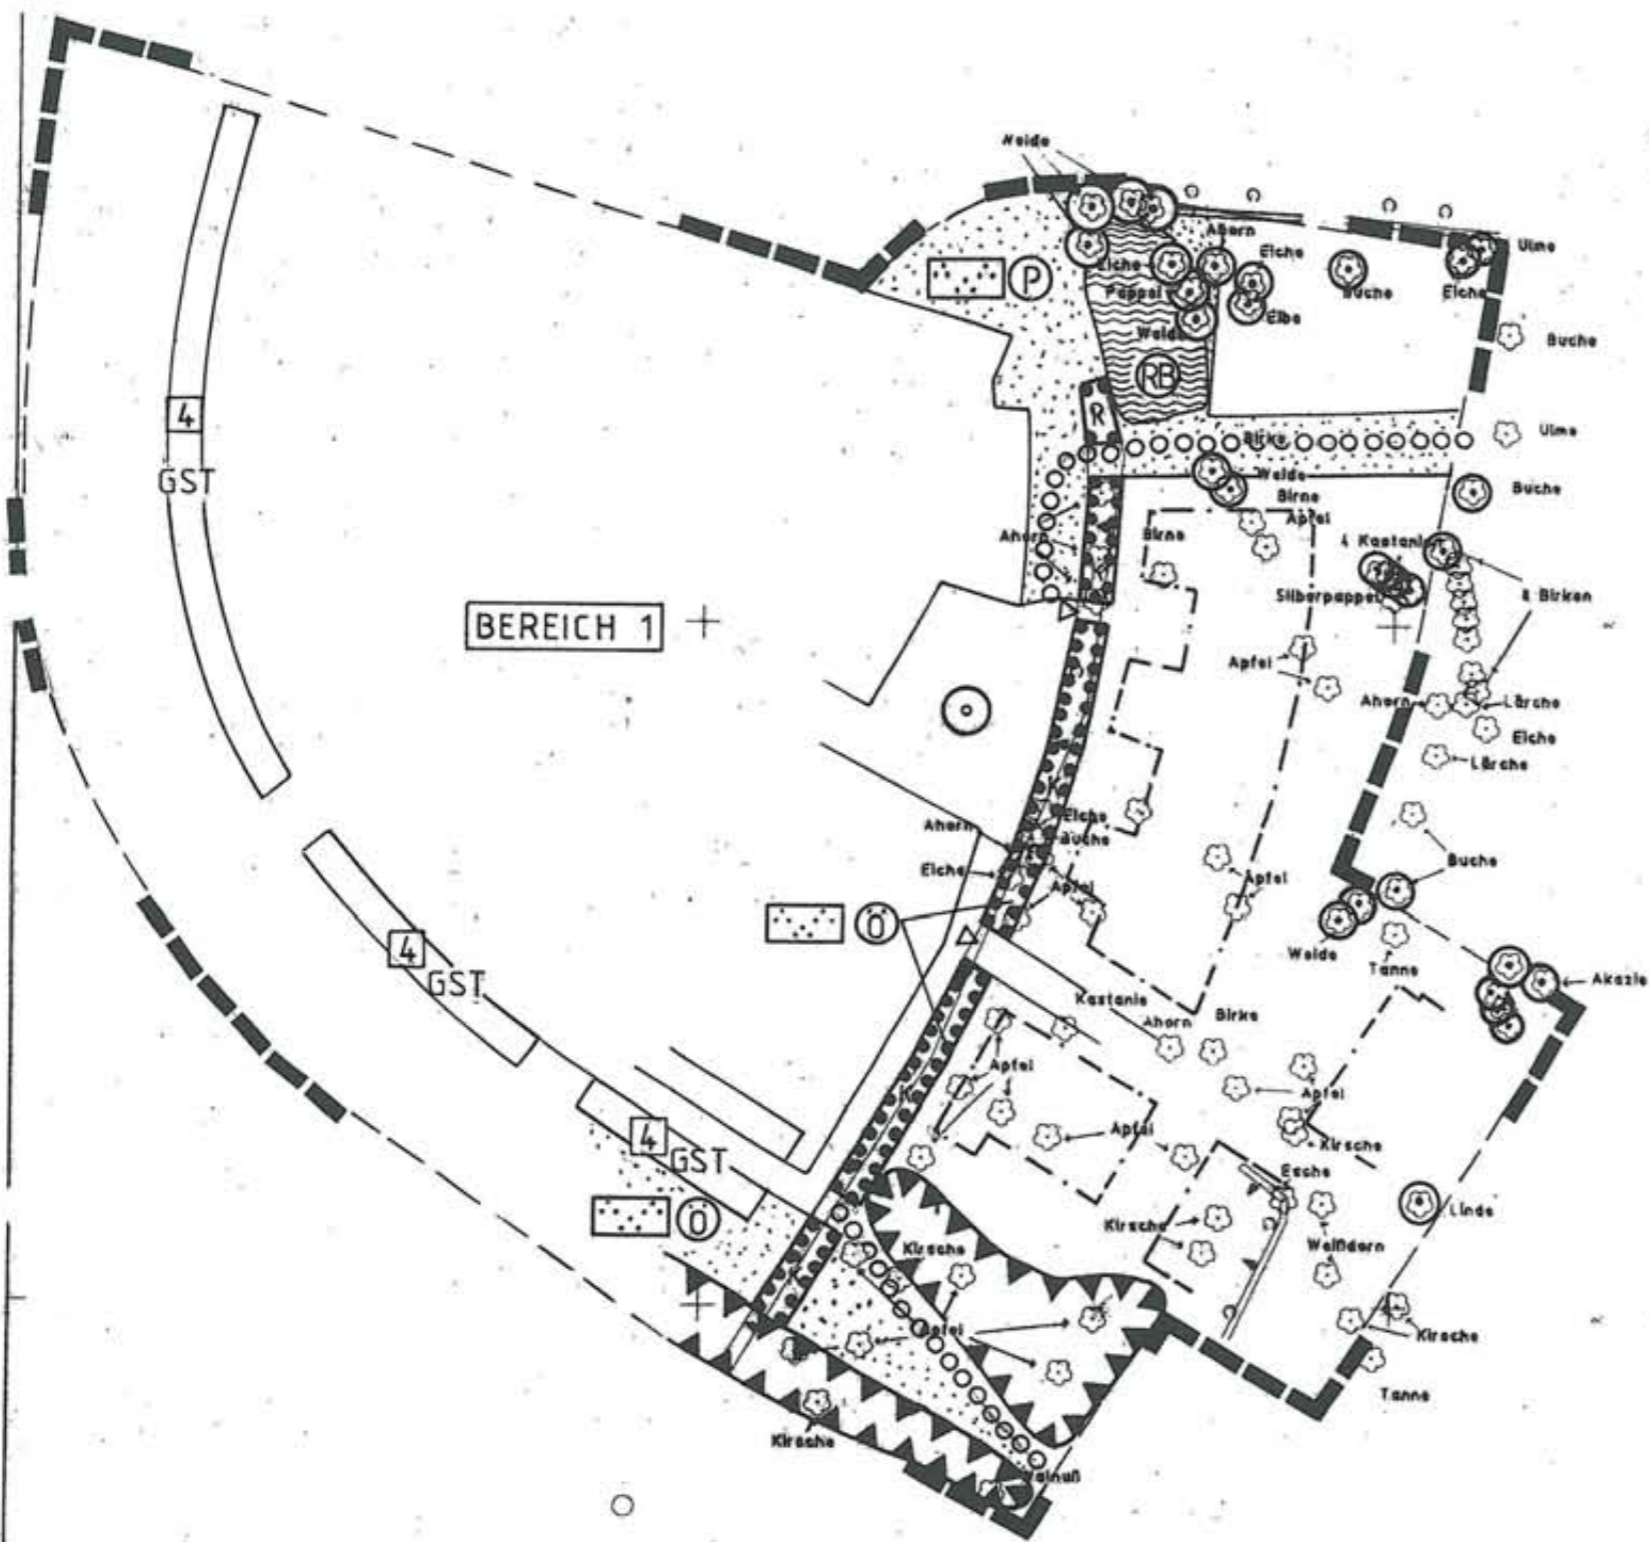 Weide
Ahorn
Eiche
Ulme
Eiche
Buche
Eiche
Pappel
Eibe
Weide
P
RB
Buche
R
4
Birke
Ulme
GST
Weide
Buche
Birne
Apfel
Ahorn
Birne
4 Kastanien
Silberpappel
8 Birken
BEREICH 1
Apfel
Ahorn
Lärche
Eiche
Lärche
K
Ahorn
Eiche
Buche
Eiche
Apfel
Apfel
Buche
Ö
4
GST
Weide
Tanne
Akazie
Kastanie
Ahorn
Birke
Apfel
K
Apfel
Apfel
Kirsche
4
GST
Esche
Ö
Kirsche
Linde
Kirsche
Weißdorn
K
Apfel
Kirsche
Tanne
Kirsche
Walnuß